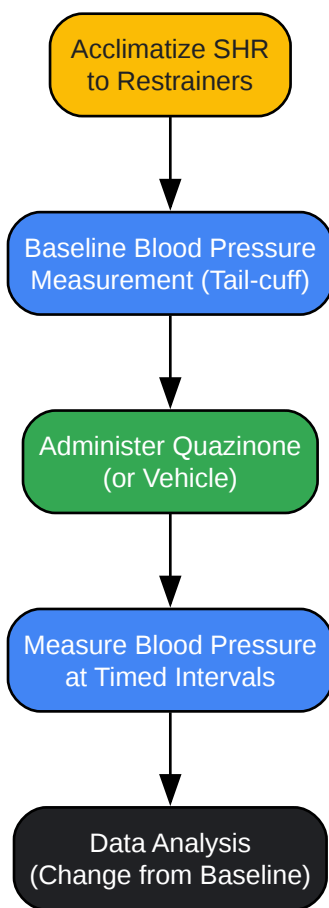 Acclimatize SHR
to Restrainers
Baseline Blood Pressure
Measurement (Tail-cuff)
Administer Quazinone
(or Vehicle)
Measure Blood Pressure
at Timed Intervals
Data Analysis
(Change from Baseline)